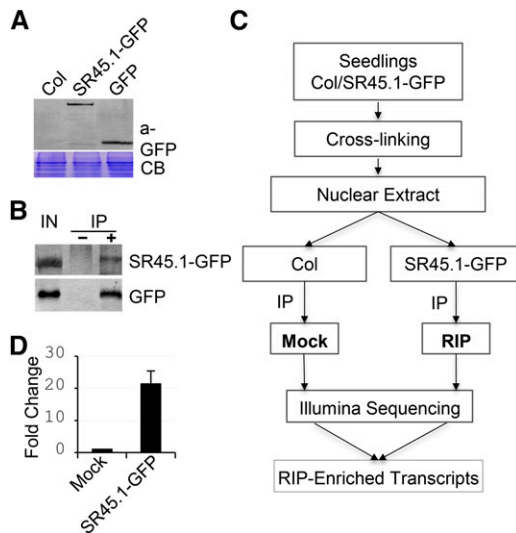 A
Col
SR45.1-GFP
GFP
a-
GFP
CB
B
IN
IP
– +
SR45.1-GFP
GFP
D
Fold Change
30
20
10
0
Mock
SR45.1-GFP
C
Seedlings
Col/SR45.1-GFP
Cross-linking
Nuclear Extract
Col
SR45.1-GFP
IP
IP
Mock
RIP
Illumina Sequencing
RIP-Enriched Transcripts